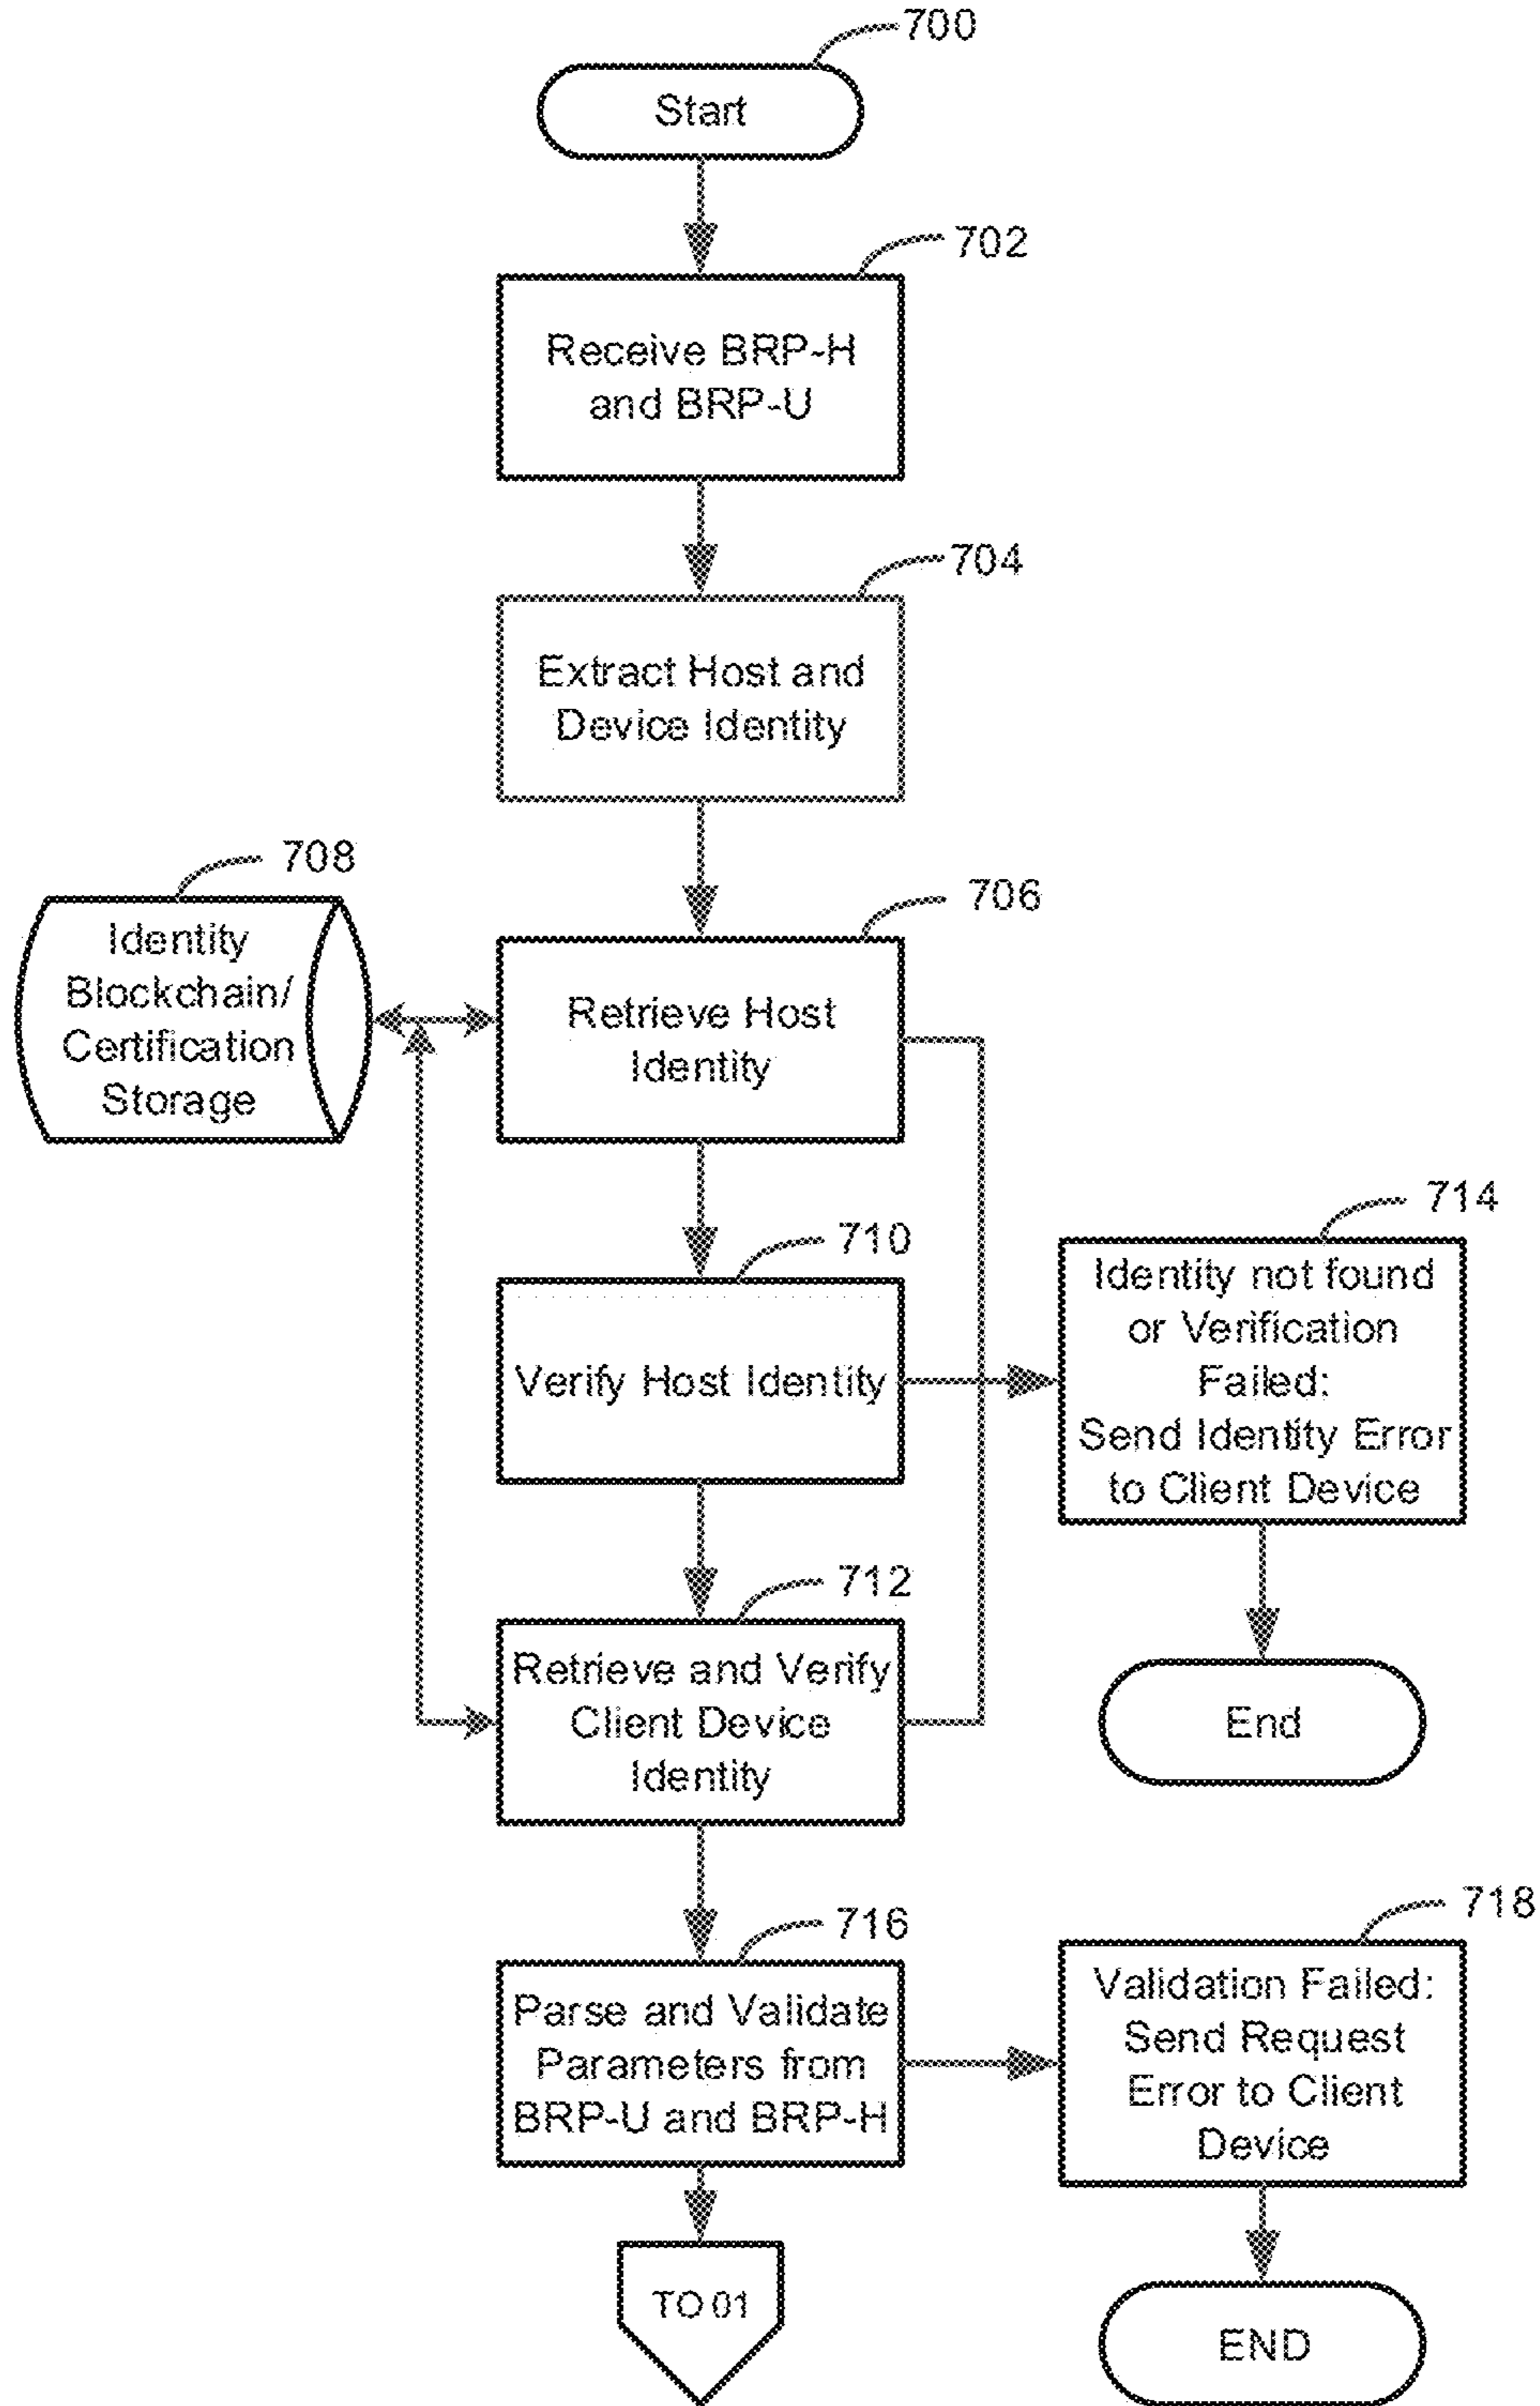 700
Start
702
Receive BRP-H
and BRP-U
704
Extract Host and
Device Identity
708
Identity
Blockchain/
Certification
Storage
706
Retrieve Host
Identity
710
Verify Host Identity
714
Identity not found
or Verification
Failed:
Send Identity Error
to Client Device
End
712
Retrieve and Verify
Client Device
Identity
716
Parse and Validate
Parameters from
BRP-U and BRP-H
718
Validation Failed:
Send Request
Error to Client
Device
TO 01
END